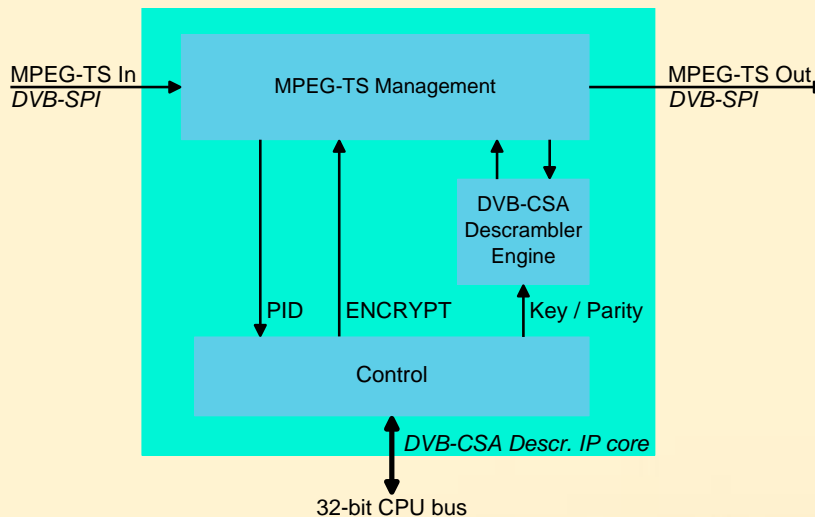 MPEG-TS In
DVB-SPI
MPEG-TS Management
MPEG-TS Out
DVB-SPI
DVB-CSA
Descrambler
Engine
PID
ENCRYPT
Key / Parity
Control
DVB-CSA Descr. IP core
32-bit CPU bus